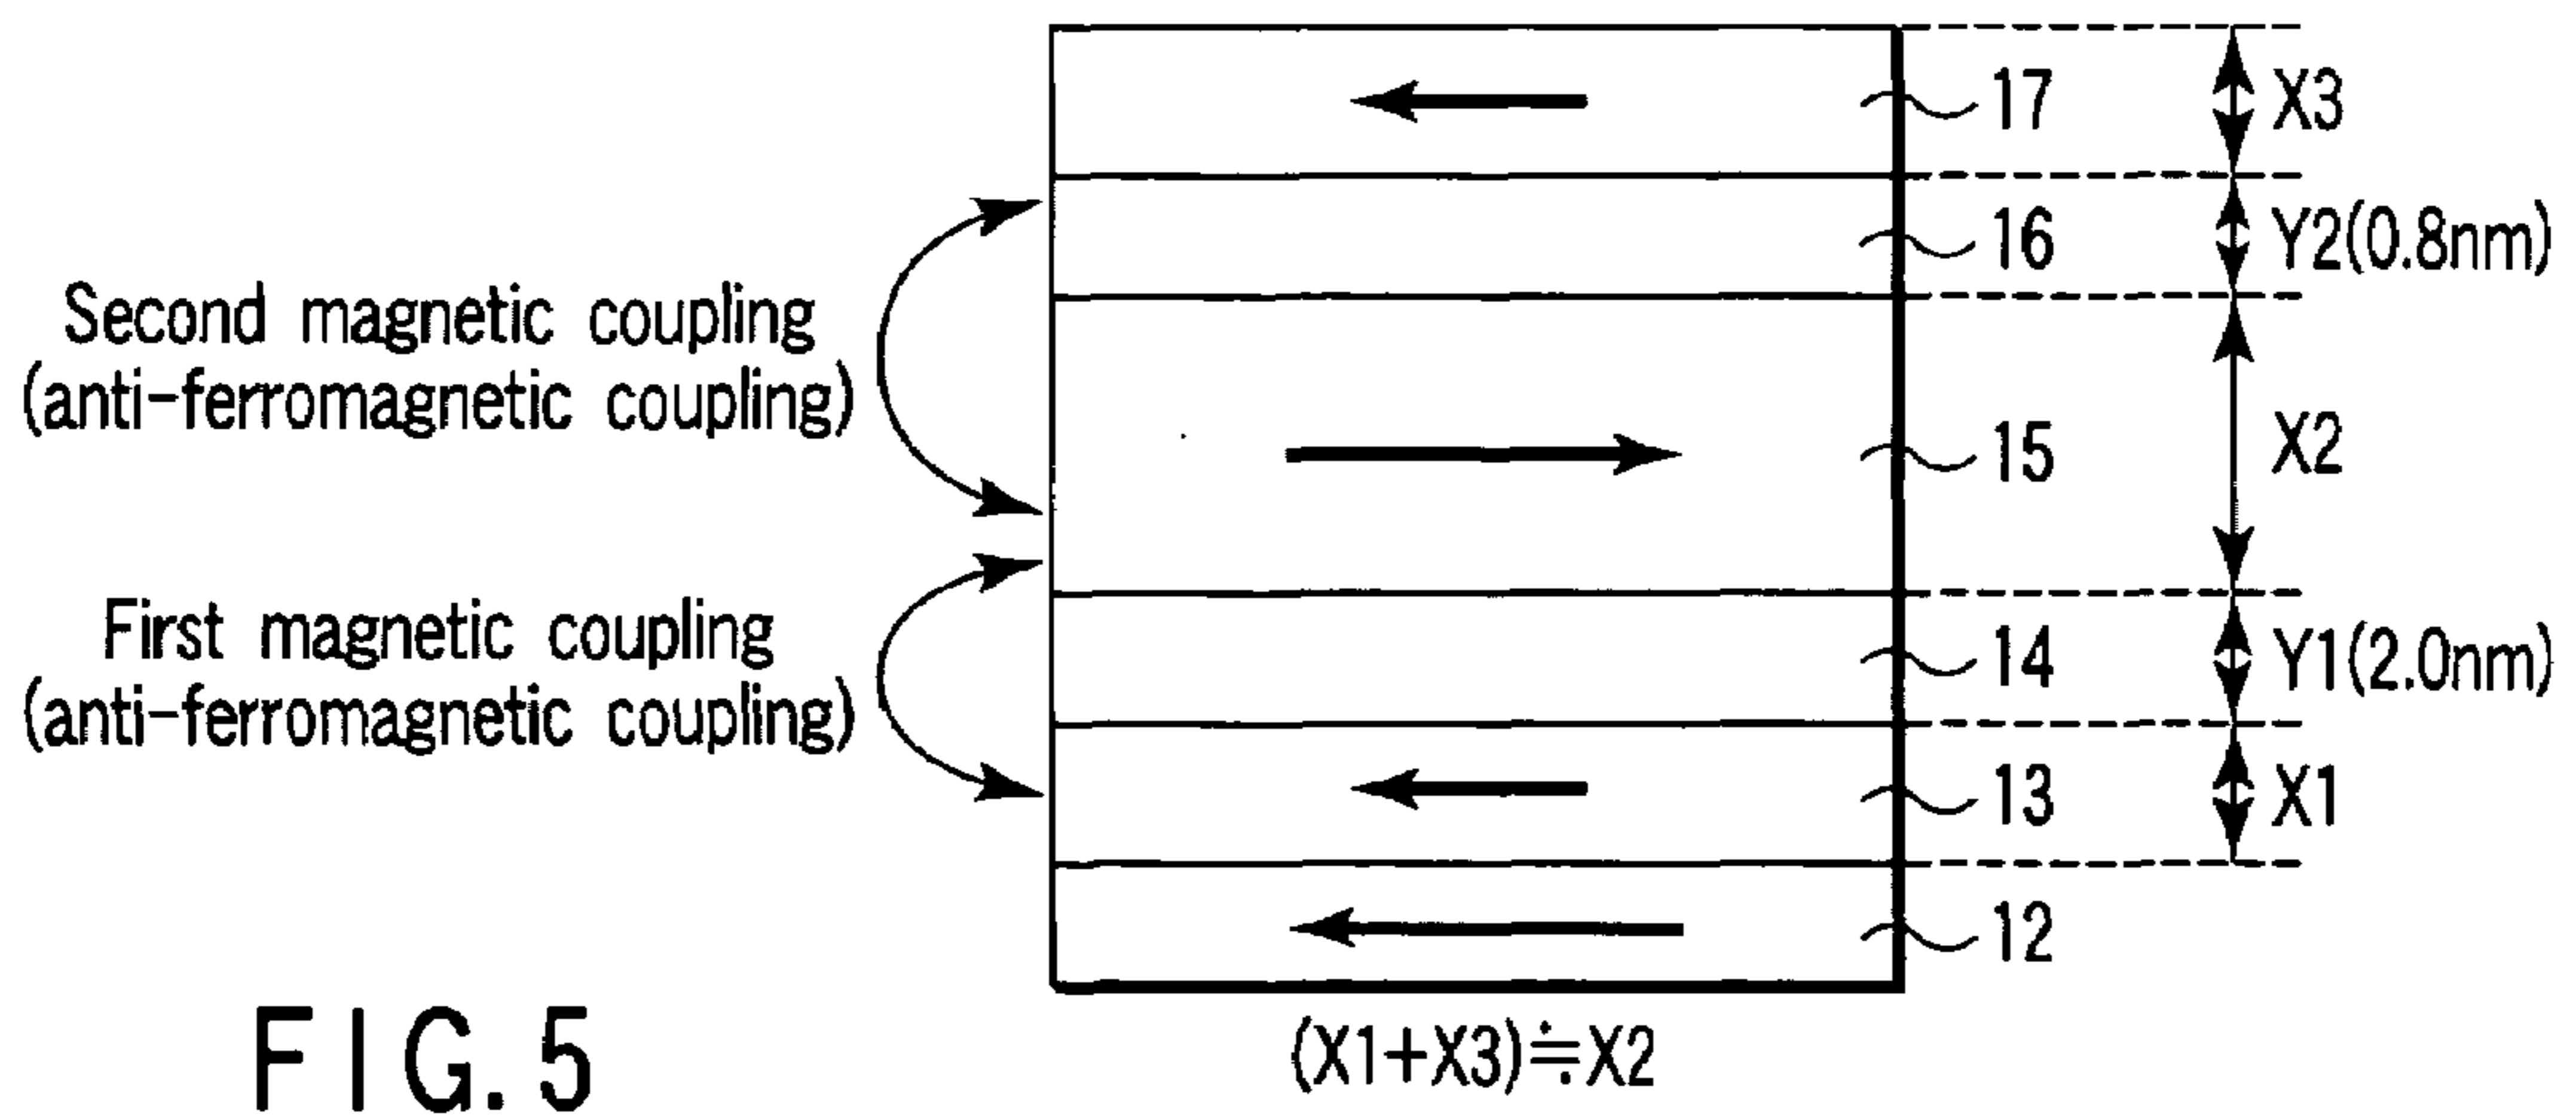 17
X3
16
Y2(0.8nm)
Second magnetic coupling
(anti-ferromagnetic coupling)
15
X2
First magnetic coupling
(anti-ferromagnetic coupling)
14
Y1(2.0nm)
13
X1
12
(X1+X3)≒X2
FIG. 5